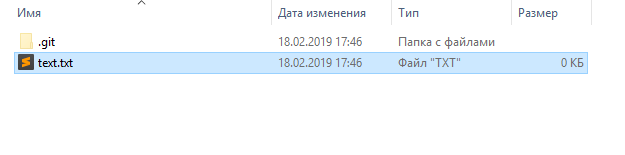 Имя Дата изменения Тип Размер
.git 18.02.2019 17:46 Папка с файлами
text.txt 18.02.2019 17:46 Файл "TXT" 0 КБ